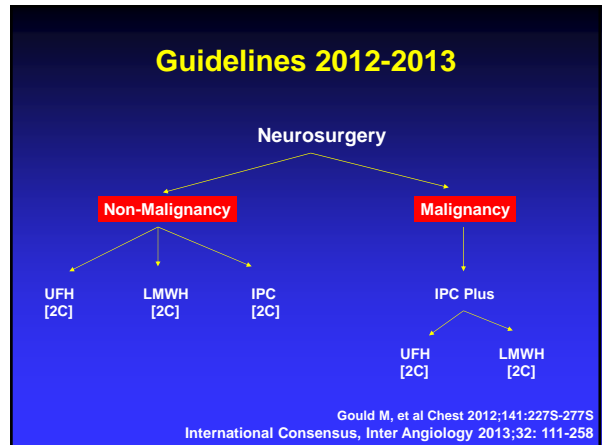 Guidelines 2012-2013
Neurosurgery
Non-Malignancy
Malignancy
UFH
[2C]
LMWH
[2C]
IPC
[2C]
IPC Plus
UFH
[2C]
LMWH
[2C]
Gould M, et al Chest 2012;141:227S-277S
International Consensus, Inter Angiology 2013;32: 111-258